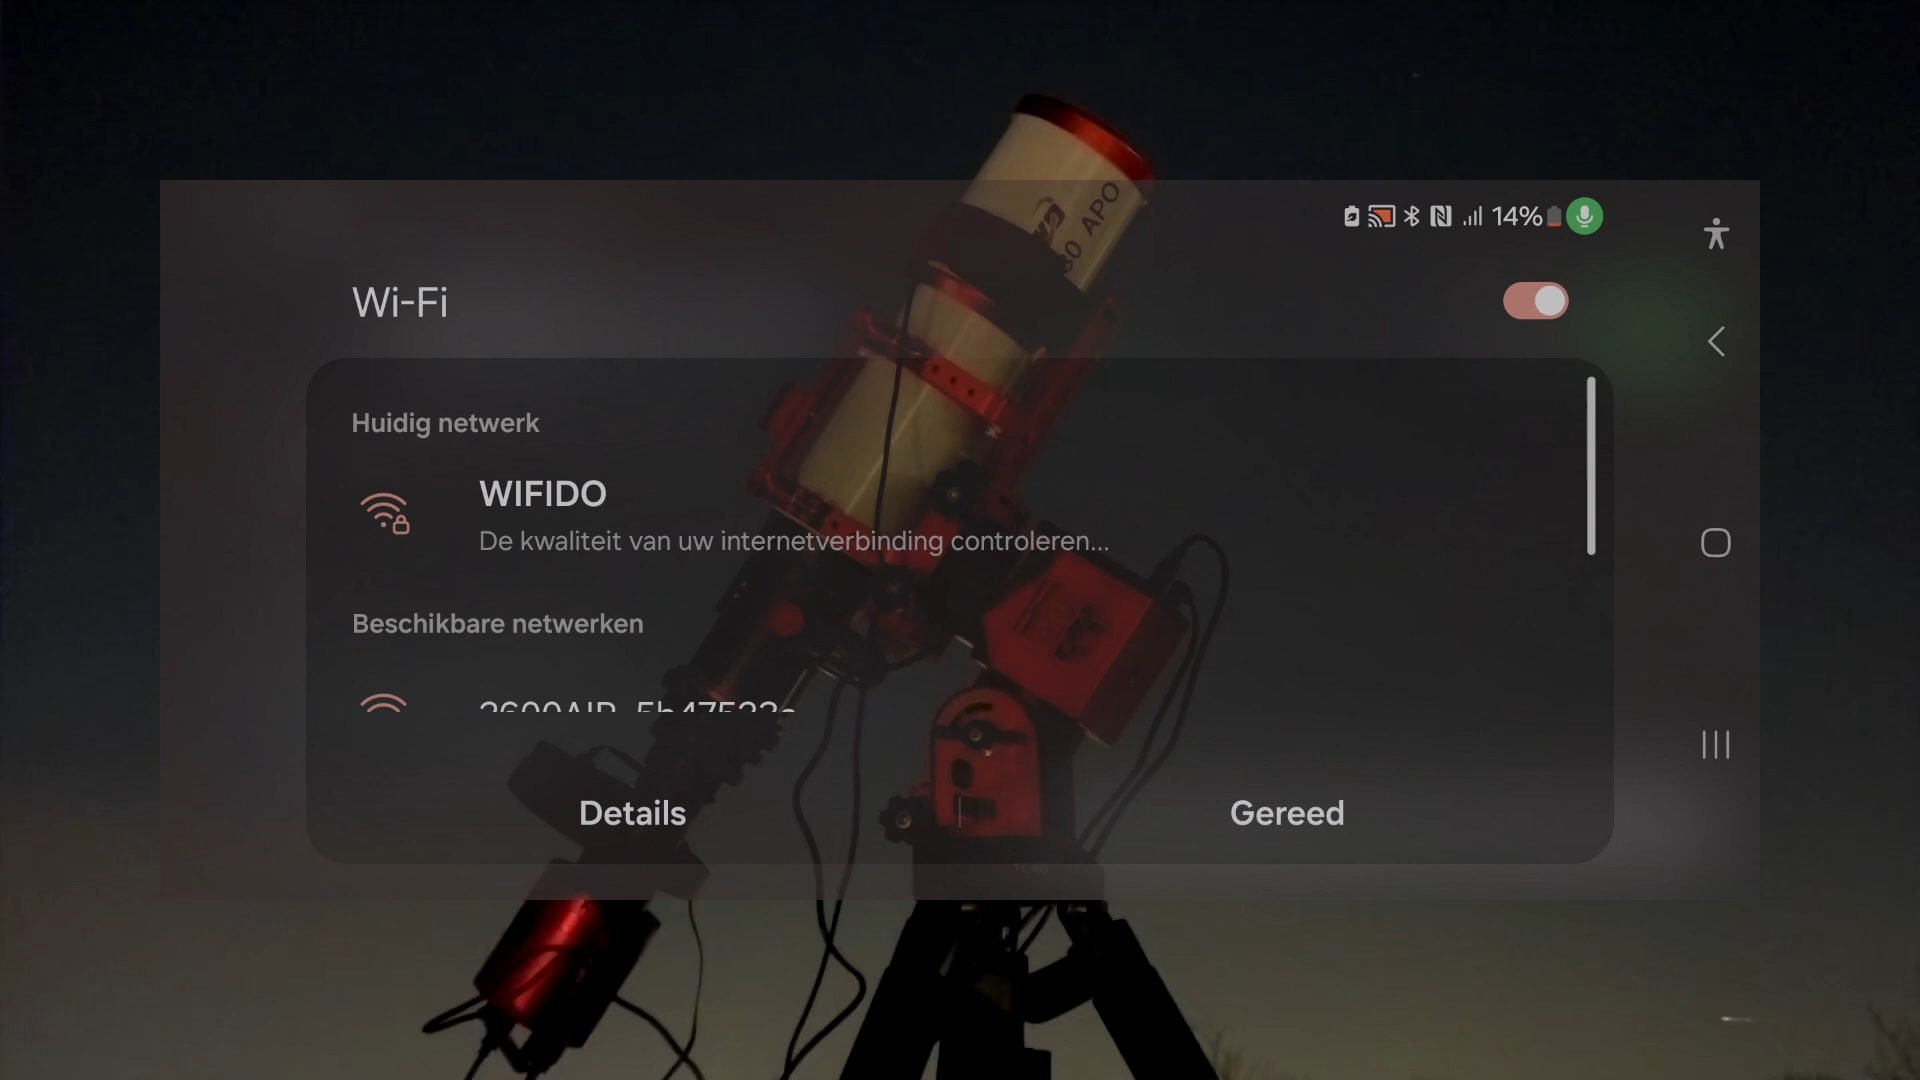 APO
14%
Wi-Fi
Huidig netwerk
WIFIDO
De kwaliteit van uw internetverbinding controleren...
Beschikbare netwerken
Details
Gereed